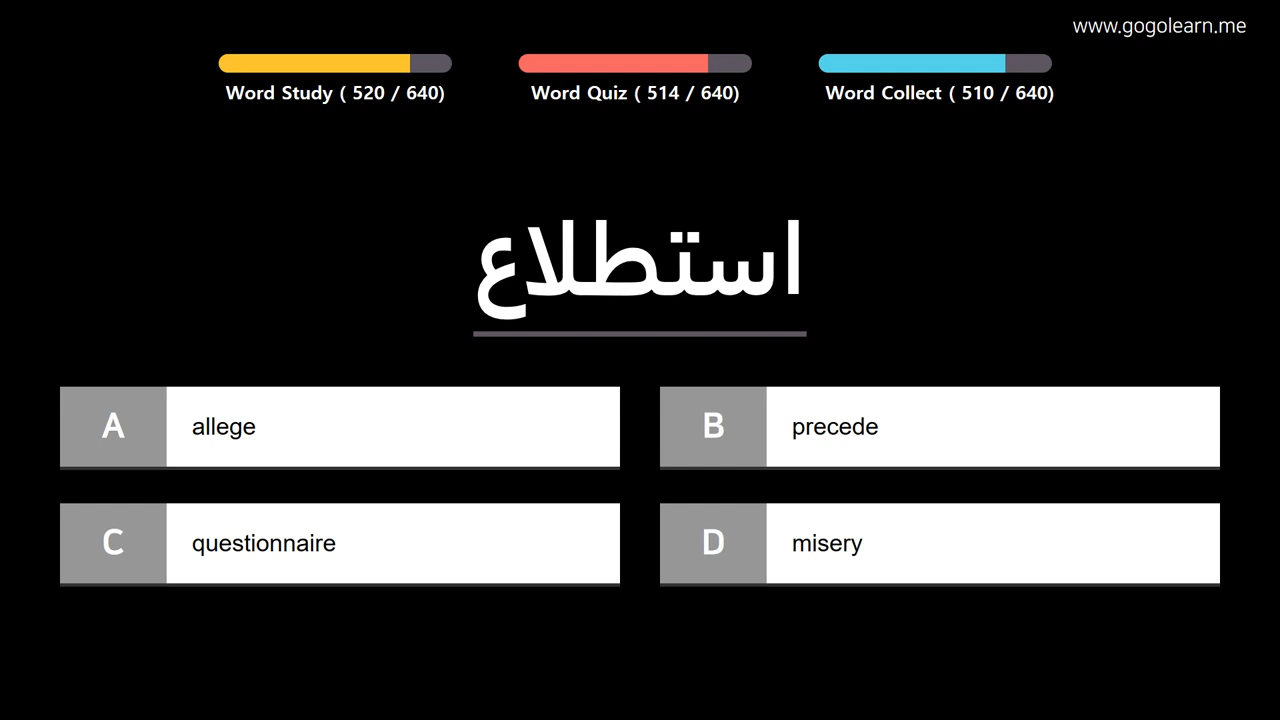 www.gogolearn.me
Word Study ( 520 / 640)
Word Quiz ( 514 / 640)
Word Collect ( 510 / 640)
استطلاع
A allege
B precede
C questionnaire
D misery